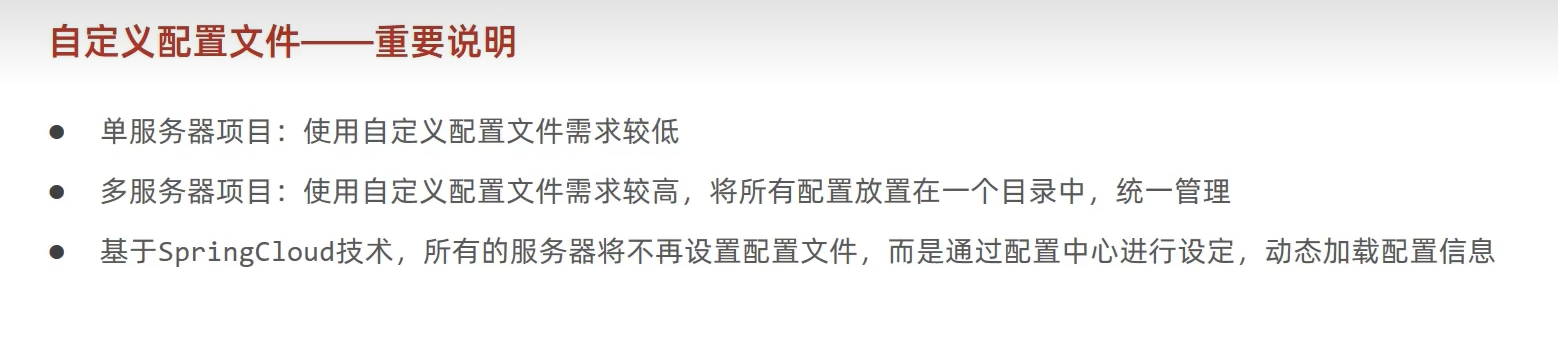 自定义配置文件——重要说明
● 单服务器项目：使用自定义配置文件需求较低
● 多服务器项目：使用自定义配置文件需求较高，将所有配置放置在一个目录中，统一管理
● 基于SpringCloud技术，所有的服务器将不再设置配置文件，而是通过配置中心进行设定，动态加载配置信息